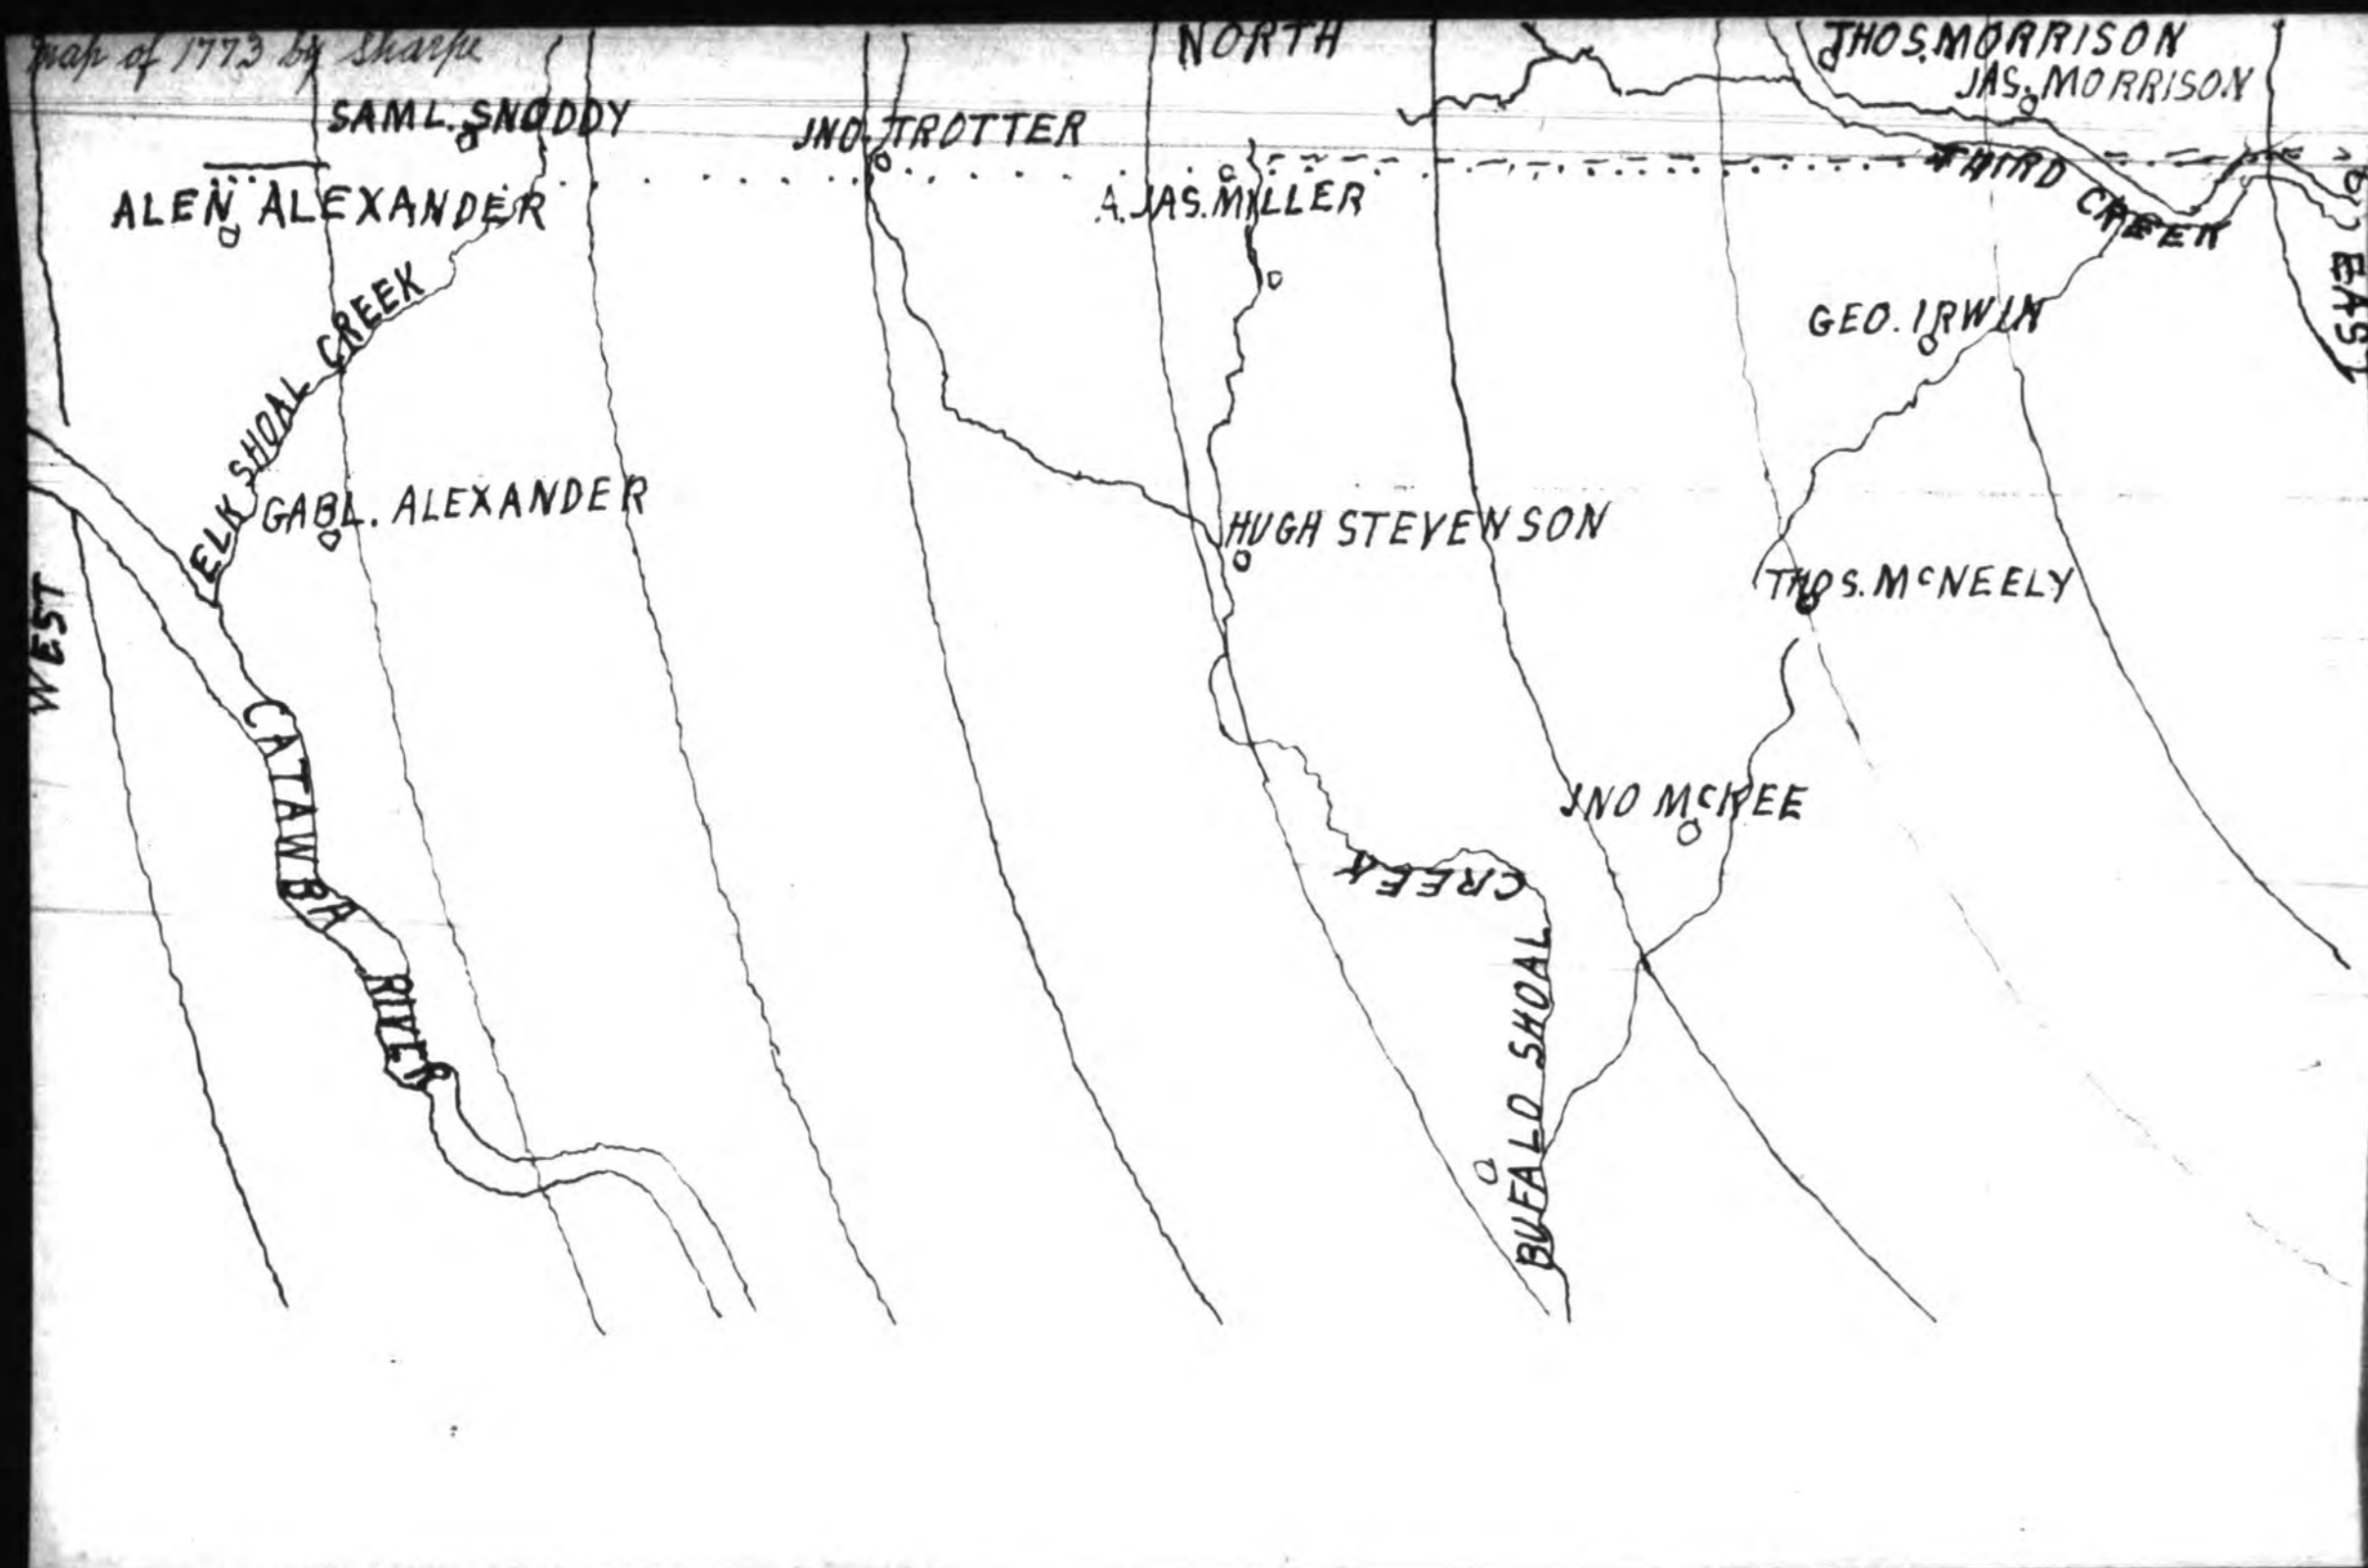 map of 1773 by Sharpe
NORTH
THOS. MORRISON
JAS. MORRISON
SAML. SNODDY
JNO. TROTTER
THIRD CREEK
ALEN ALEXANDER
A. JAS. MILLER
EAST
GEO. IRWIN
ELK SHOAL CREEK
GABL. ALEXANDER
HUGH STEVENSON
THOS. McNEELY
WEST
CATAWBA RIVER
JNO McKEE
CREEK
BUFALO SHOAL